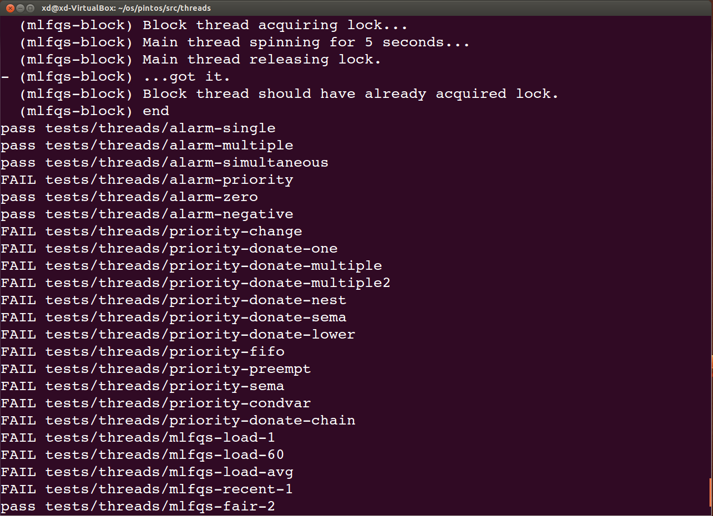 xd@xd-VirtualBox: ~/os/pintos/src/threads
(mlfqs-block) Block thread acquiring lock...
(mlfqs-block) Main thread spinning for 5 seconds...
(mlfqs-block) Main thread releasing lock.
- (mlfqs-block) ...got it.
(mlfqs-block) Block thread should have already acquired lock.
(mlfqs-block) end
pass tests/threads/alarm-single
pass tests/threads/alarm-multiple
pass tests/threads/alarm-simultaneous
FAIL tests/threads/alarm-priority
pass tests/threads/alarm-zero
pass tests/threads/alarm-negative
FAIL tests/threads/priority-change
FAIL tests/threads/priority-donate-one
FAIL tests/threads/priority-donate-multiple
FAIL tests/threads/priority-donate-multiple2
FAIL tests/threads/priority-donate-nest
FAIL tests/threads/priority-donate-sema
FAIL tests/threads/priority-donate-lower
FAIL tests/threads/priority-fifo
FAIL tests/threads/priority-preempt
FAIL tests/threads/priority-sema
FAIL tests/threads/priority-condvar
FAIL tests/threads/priority-donate-chain
FAIL tests/threads/mlfqs-load-1
FAIL tests/threads/mlfqs-load-60
FAIL tests/threads/mlfqs-load-avg
FAIL tests/threads/mlfqs-recent-1
pass tests/threads/mlfqs-fair-2